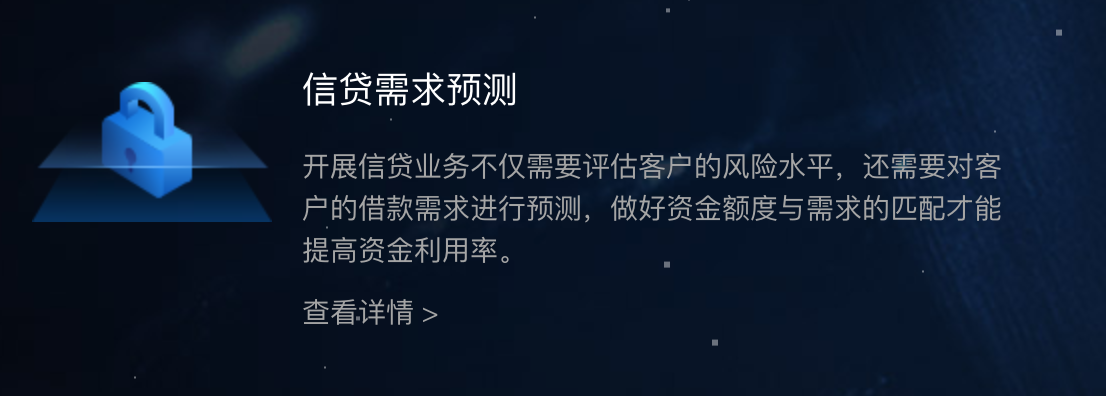 信贷需求预测
开展信贷业务不仅需要评估客户的风险水平，还需要对客
户的借款需求进行预测，做好资金额度与需求的匹配才能
提高资金利用率。
查看详情 >